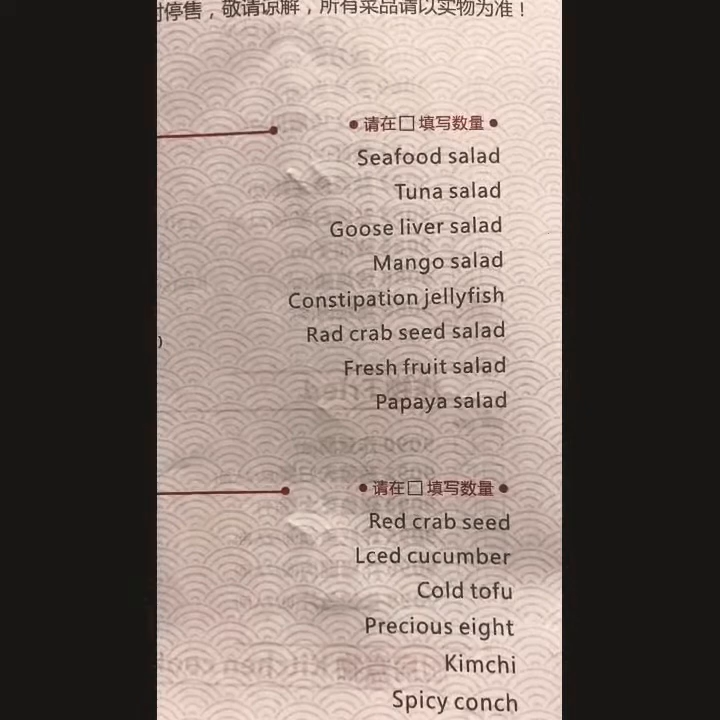 时停售，敬请谅解，所有菜品请以实物为准！
●请在□填写数量●
Seafood salad
Tuna salad
Goose liver salad
Mango salad
Constipation jellyfish
)
Rad crab seed salad
Fresh fruit salad
Papaya salad
●请在□填写数量●
Red crab seed
Lced cucumber
Cold tofu
Precious eight
Kimchi
Spicy conch